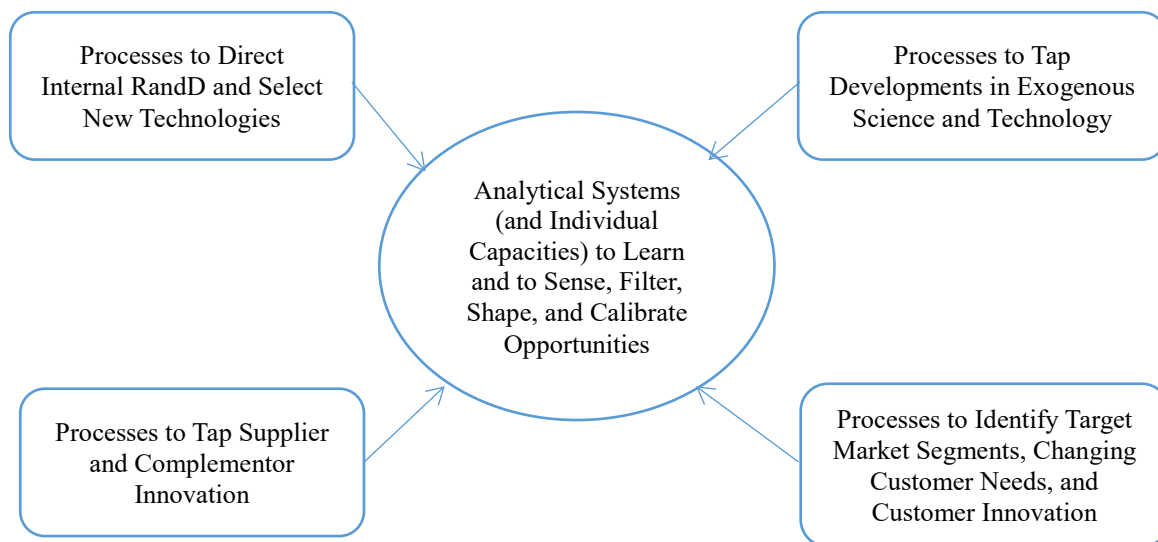 Processes to Direct
Internal RandD and Select
New Technologies
Processes to Tap
Developments in Exogenous
Science and Technology
Analytical Systems
(and Individual
Capacities) to Learn
and to Sense, Filter,
Shape, and Calibrate
Opportunities
Processes to Tap Supplier
and Complementor
Innovation
Processes to Identify Target
Market Segments, Changing
Customer Needs, and
Customer Innovation